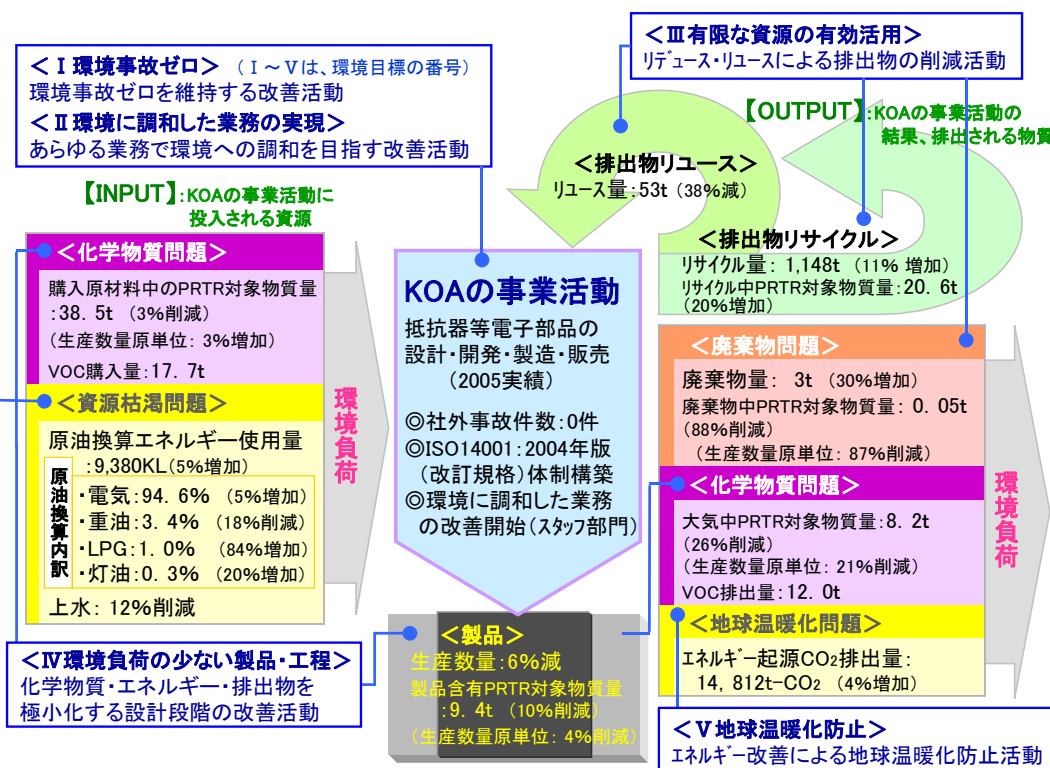 ＜Ⅰ環境事故ゼロ＞ （Ⅰ～Ⅴは、環境目標の番号）
環境事故ゼロを維持する改善活動
＜Ⅱ環境に調和した業務の実現＞
あらゆる業務で環境への調和を目指す改善活動
＜Ⅲ有限な資源の有効活用＞
ﾘﾃﾞｭｰｽ・ﾘﾕｰｽによる排出物の削減活動
【OUTPUT】：KOAの事業活動の
結果、排出される物質
＜排出物リユース＞
ﾘﾕｰｽ量：53t （38％減）
＜排出物リサイクル＞
ﾘｻｲｸﾙ量： 1,148t （11％ 増加）
ﾘｻｲｸﾙ中PRTR対象物質量：20．6t
（20％増加）
【INPUT】：KOAの事業活動に
投入される資源
＜化学物質問題＞
購入原材料中のPRTR対象物質量
：38．5t （3％削減）
（生産数量原単位： 3％増加）
VOC購入量：17．7t
＜資源枯渇問題＞
原油換算エネルギー使用量
：9,380KL（5％増加）
原油換算内訳
・電気：94．6％ （5％増加）
・重油：3．4％ （18％削減）
・LPG：1．0％ （84％増加）
・灯油：0．3％ （20％増加）
上水： 12％削減
環境負荷
KOAの事業活動
抵抗器等電子部品の
設計・開発・製造・販売
（2005実績）
◎社外事故件数：0件
◎ISO14001：2004年版
（改訂規格）体制構築
◎環境に調和した業務
の改善開始（スタッフ部門）
＜廃棄物問題＞
廃棄物量： 3t （30％増加）
廃棄物中PRTR対象物質量： 0．05t
（88％削減）
（生産数量原単位： 87％削減）
＜化学物質問題＞
大気中PRTR対象物質量：8．2t
（26％削減）
（生産数量原単位： 21％削減）
VOC排出量：12．0t
＜地球温暖化問題＞
ｴﾈﾙｷﾞｰ起源CO2排出量：
14，812t-CO2 （4％増加）
環境負荷
＜Ⅳ環境負荷の少ない製品・工程＞
化学物質・エネルギー・排出物を
極小化する設計段階の改善活動
＜製品＞
生産数量：6％減
製品含有PRTR対象物質量
：9．4t （10％削減）
（生産数量原単位： 4％削減）
＜Ⅴ地球温暖化防止＞
ｴﾈﾙｷﾞｰ改善による地球温暖化防止活動